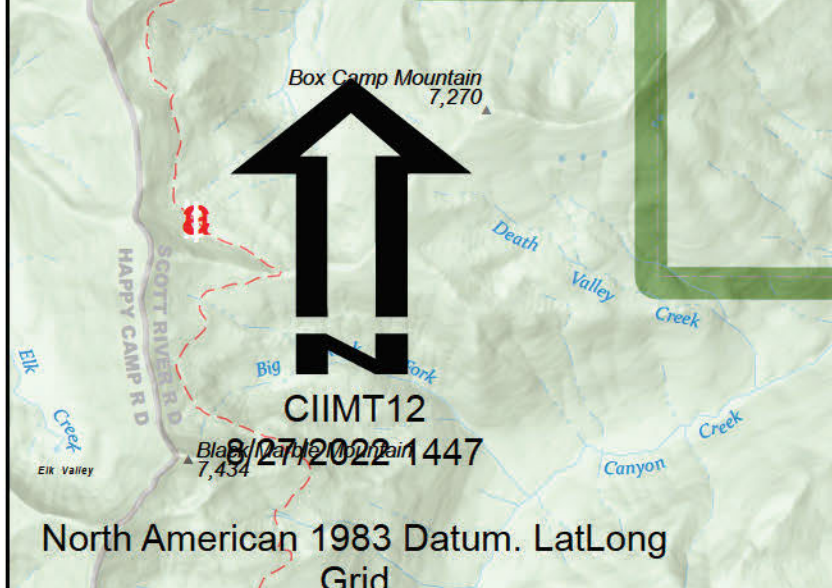 Box Camp Mountain
7,270
Death Valley Creek
SCOTT RIVER RD
HAPPY CAMP RD
Elk Creek
Big
Fork
N
CIIMT12
8/27/2022 1447
Black Marble Mountain
7,434
Elk Valley
Canyon Creek
North American 1983 Datum. LatLong
Grid